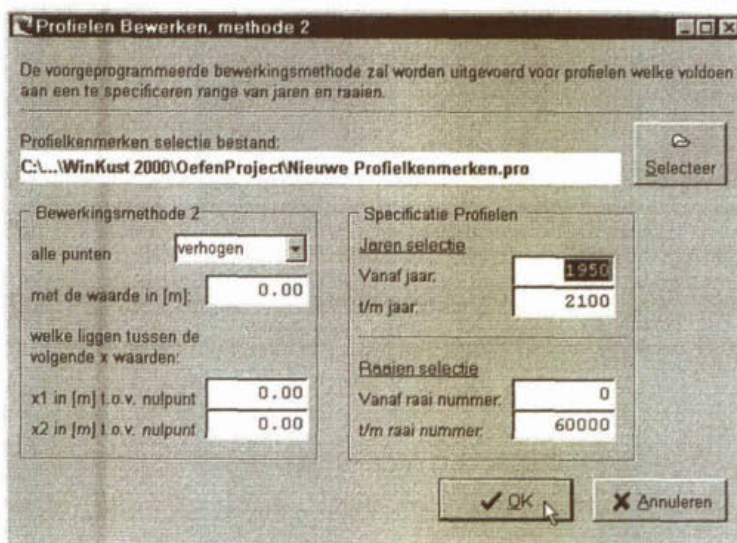 Profielen Bewerken, methode 2
De voorgeprogrammeerde bewerkingsmethode zal worden uitgevoerd voor profielen welke voldoen
aan een te specificeren range van jaren en raaien.
Profielkenmerken selectie bestand:
C:\...\WinKust 2000\OefenProject\Nieuwe Profielkenmerken.pro
Selecteer
Bewerkingsmethode 2
alle punten verhogen
met de waarde in [m]: 0.00
welke liggen tussen de
volgende x waarden:
x1 in [m] t.o.v. nulpunt 0.00
x2 in [m] t.o.v. nulpunt 0.00
Specificatie Profielen
Jaren selectie
Vanaf jaar: 1950
t/m jaar: 2100
Raaien selectie
Vanaf raai nummer: 0
t/m raai nummer: 60000
OK
Annuleren